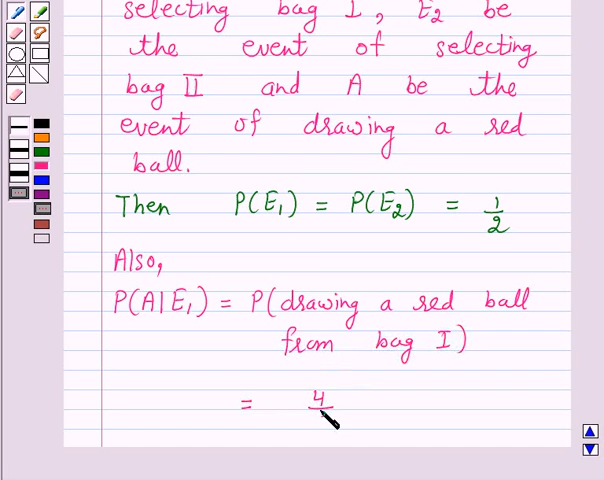 selecting bag I, E2 be
the event of selecting
bag II and A be the
event of drawing a red
ball.
Then P(E1) = P(E2) = 1/2
Also,
P(A|E1) = P(drawing a red ball
from bag I)
= 4/